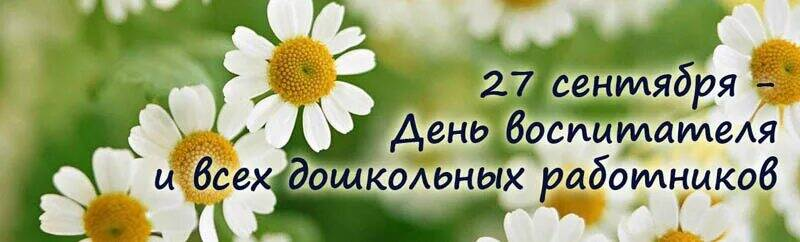 27 сентября -
День воспитателя
и всех дошкольных работников